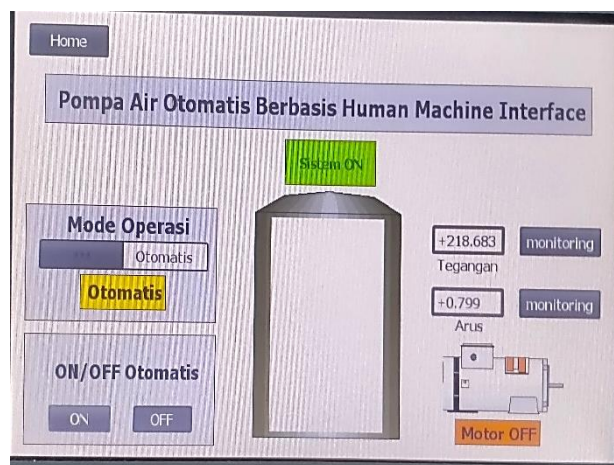 Home
Pompa Air Otomatis Berbasis Human Machine Interface
Sistem ON
Mode Operasi
Otomatis
Otomatis
+218.683
monitoring
Tegangan
+0.799
monitoring
Arus
ON/OFF Otomatis
ON
OFF
Motor OFF